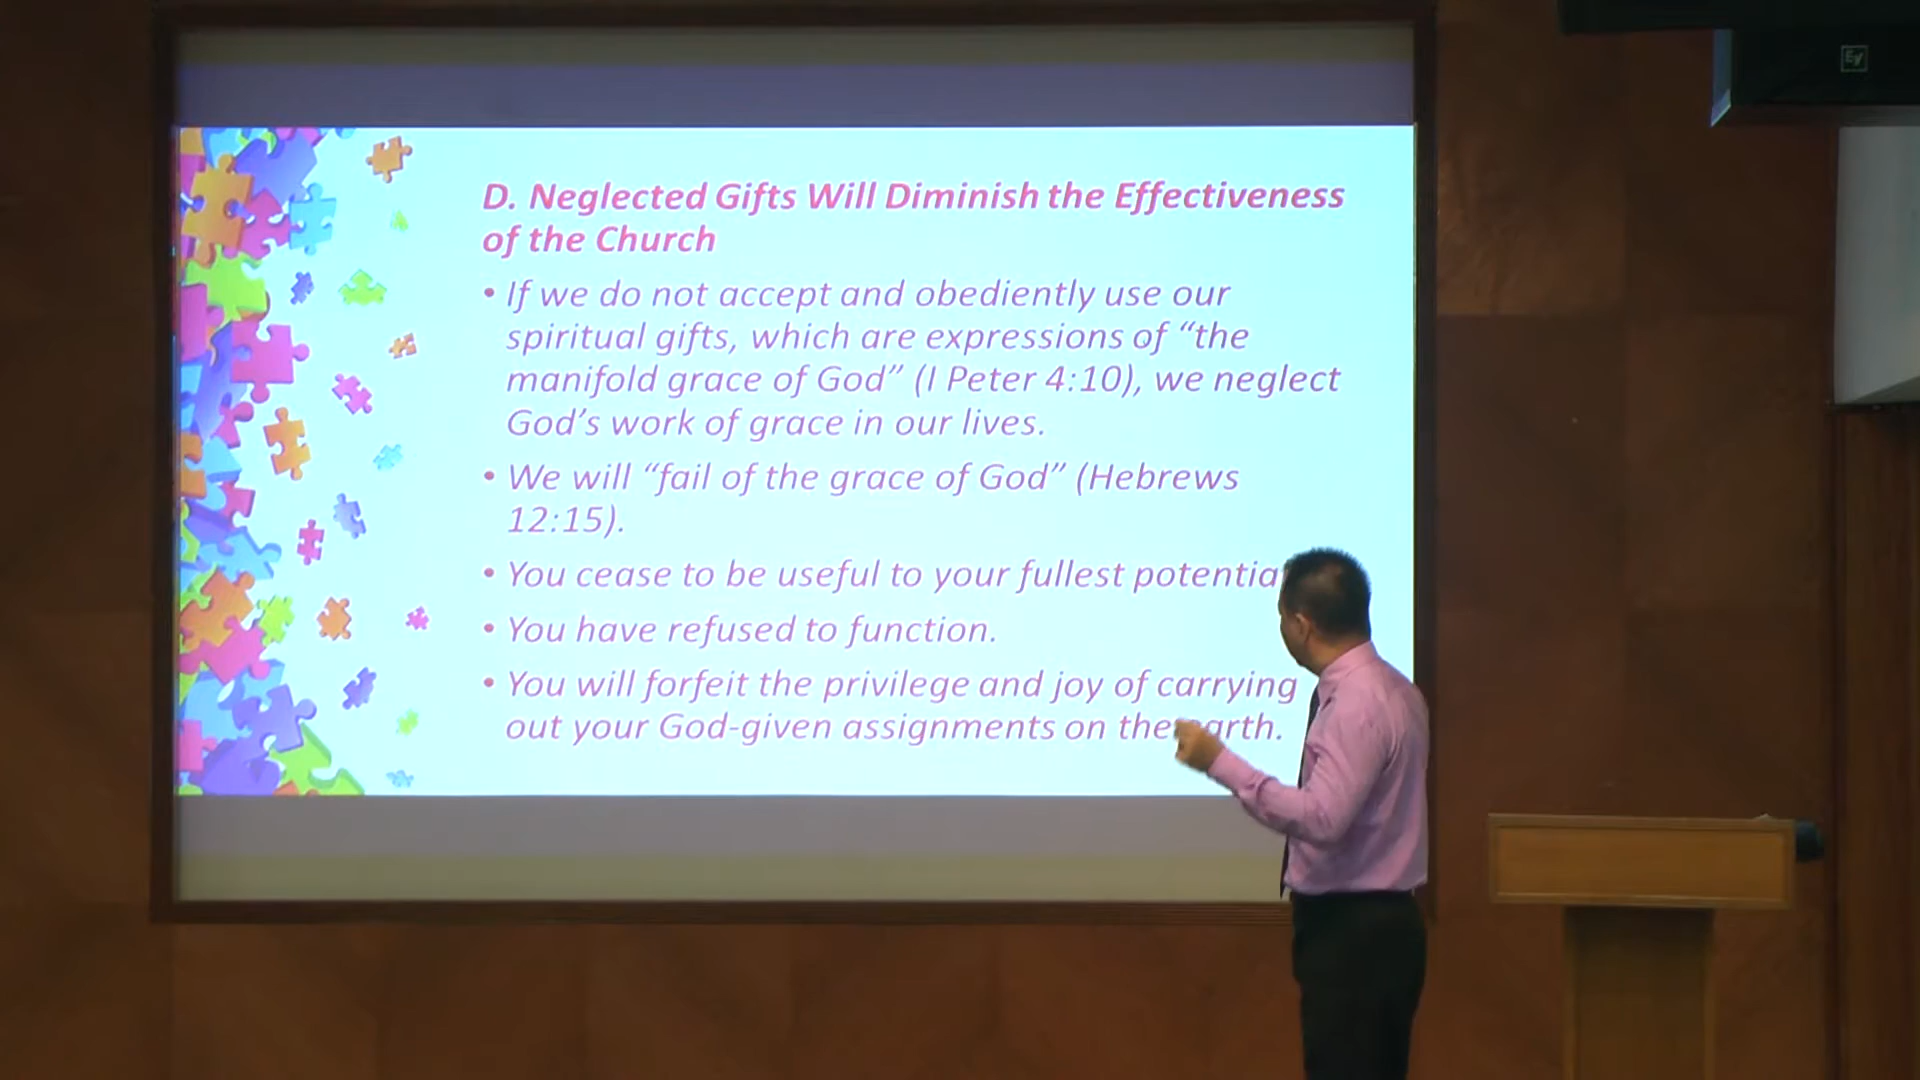 D. Neglected Gifts Will Diminish the Effectiveness
of the Church
• If we do not accept and obediently use our
spiritual gifts, which are expressions of “the
manifold grace of God” (I Peter 4:10), we neglect
God’s work of grace in our lives.
• We will “fail of the grace of God” (Hebrews
12:15).
• You cease to be useful to your fullest potentia
• You have refused to function.
• You will forfeit the privilege and joy of carrying
out your God-given assignments on the earth.
EV